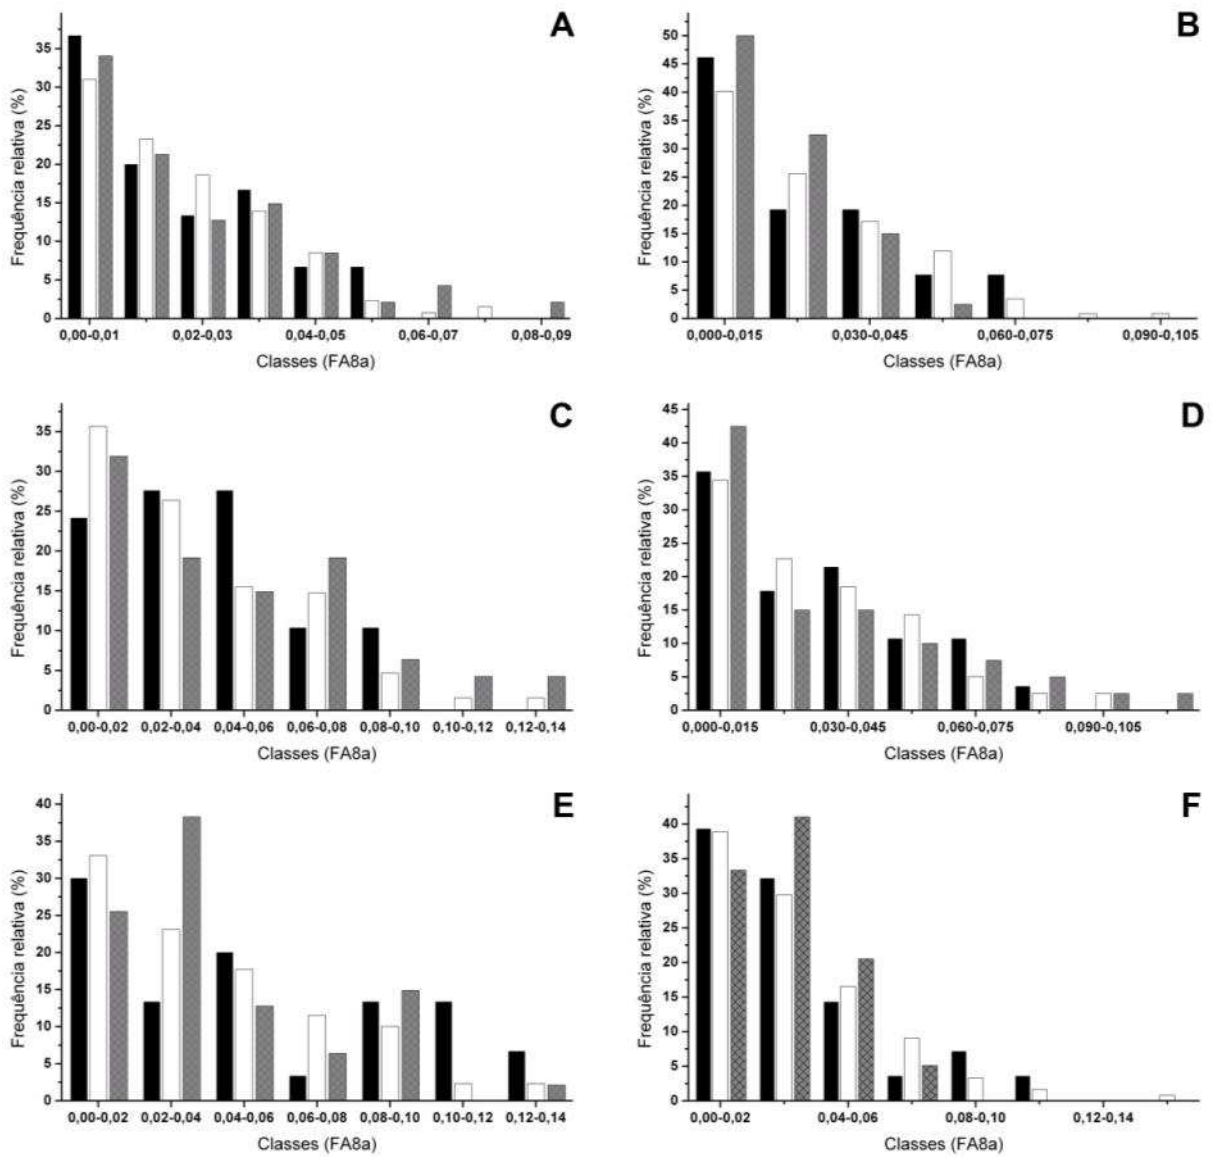 A
Frequência relativa (%)
35
30
25
20
15
10
5
0
0,00-0,01 0,02-0,03 0,04-0,05 0,06-0,07 0,08-0,09
Classes (FA8a)
B
Frequência relativa (%)
50
45
40
35
30
25
20
15
10
5
0
0,000-0,015 0,030-0,045 0,060-0,075 0,090-0,105
Classes (FA8a)
C
Frequência relativa (%)
35
30
25
20
15
10
5
0
0,00-0,02 0,02-0,04 0,04-0,06 0,06-0,08 0,08-0,10 0,10-0,12 0,12-0,14
Classes (FA8a)
D
Frequência relativa (%)
45
40
35
30
25
20
15
10
5
0
0,000-0,015 0,030-0,045 0,060-0,075 0,090-0,105
Classes (FA8a)
E
Frequência relativa (%)
40
35
30
25
20
15
10
5
0
0,00-0,02 0,02-0,04 0,04-0,06 0,06-0,08 0,08-0,10 0,10-0,12 0,12-0,14
Classes (FA8a)
F
Frequência relativa (%)
40
35
30
25
20
15
10
5
0
0,00-0,02 0,04-0,06 0,08-0,10 0,12-0,14
Classes (FA8a)